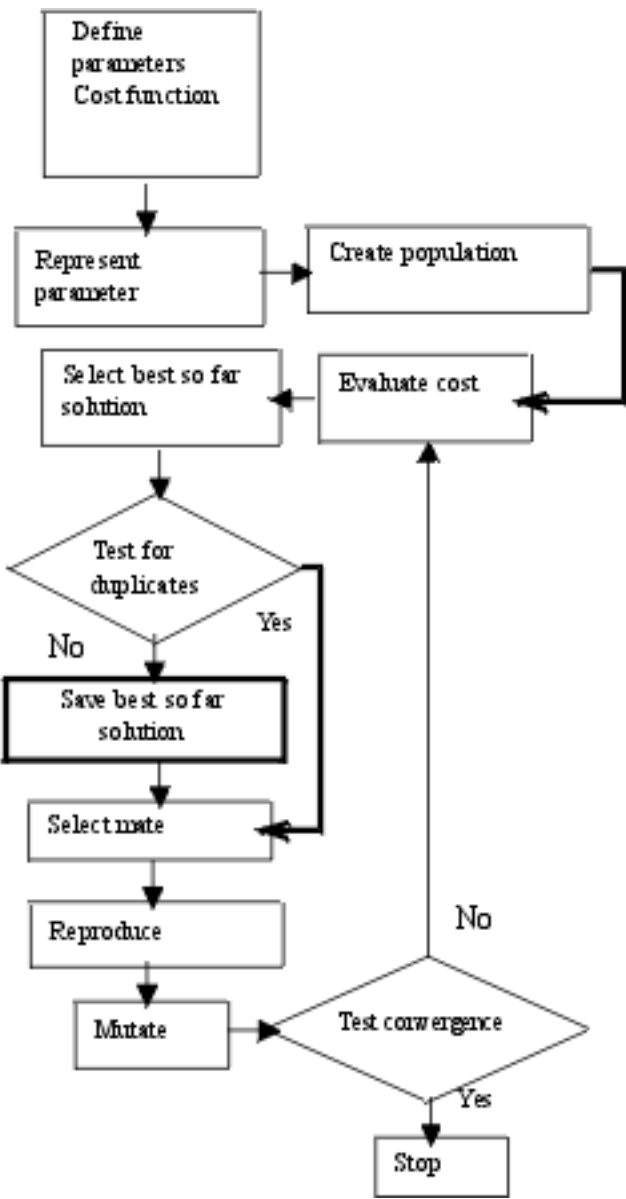 Define
parameters
Cost function
Represent
parameter
Create population
Select best so far
solution
Evaluate cost
Test for
duplicates
Yes
No
Save best so far
solution
Select mate
Reproduce
No
Mutate
Test convergence
Yes
Stop